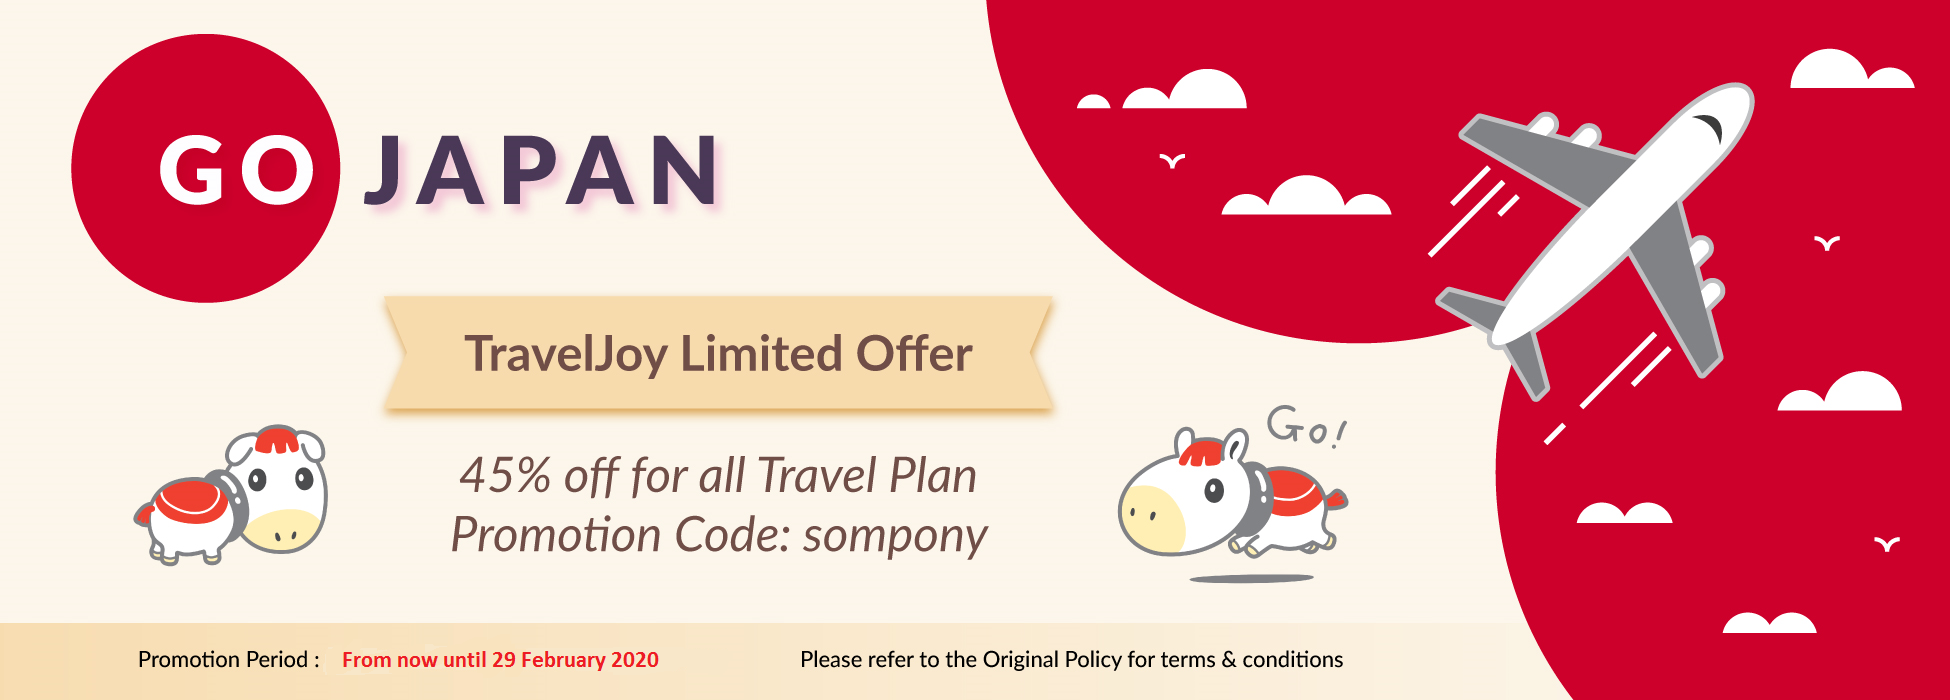 GO JAPAN
TravelJoy Limited Offer
45% off for all Travel Plan
Promotion Code: sompony
Go!
Promotion Period : From now until 29 February 2020
Please refer to the Original Policy for terms & conditions